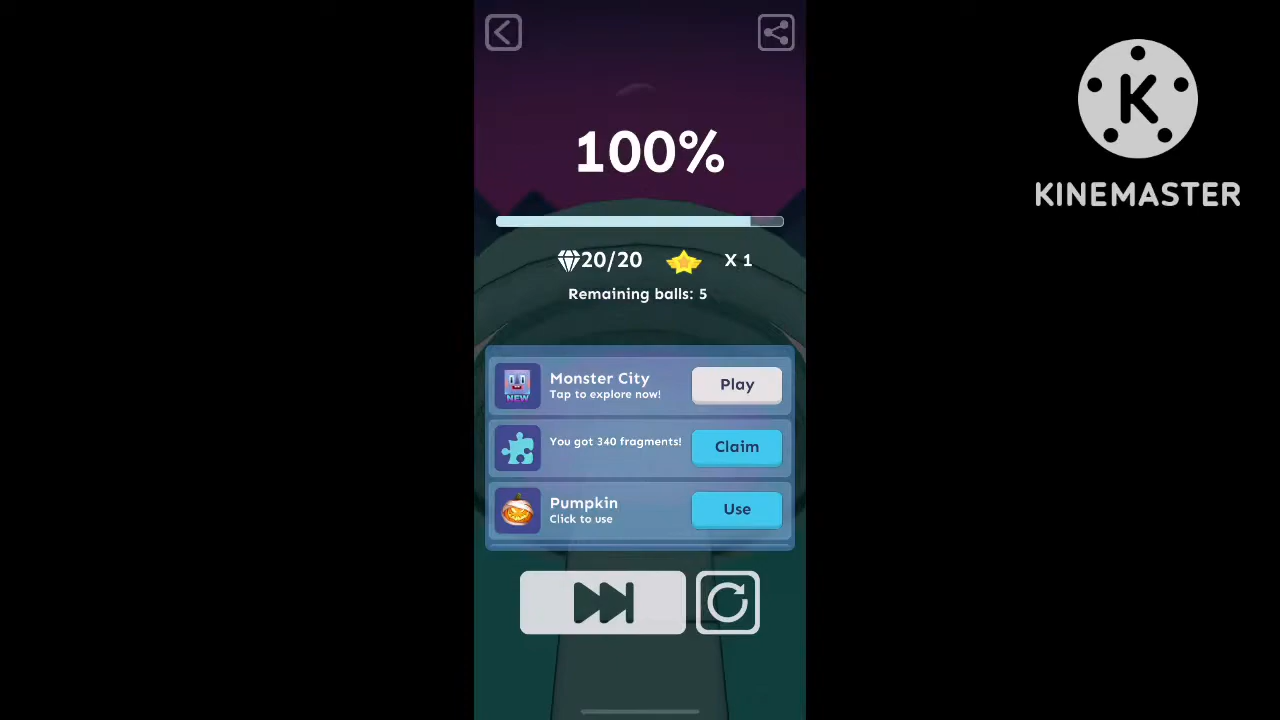 K
KINEMASTER
100%
20/20
X 1
Remaining balls: 5
Monster City
Tap to explore now!
NEW
Play
You got 340 fragments!
Claim
Pumpkin
Click to use
Use